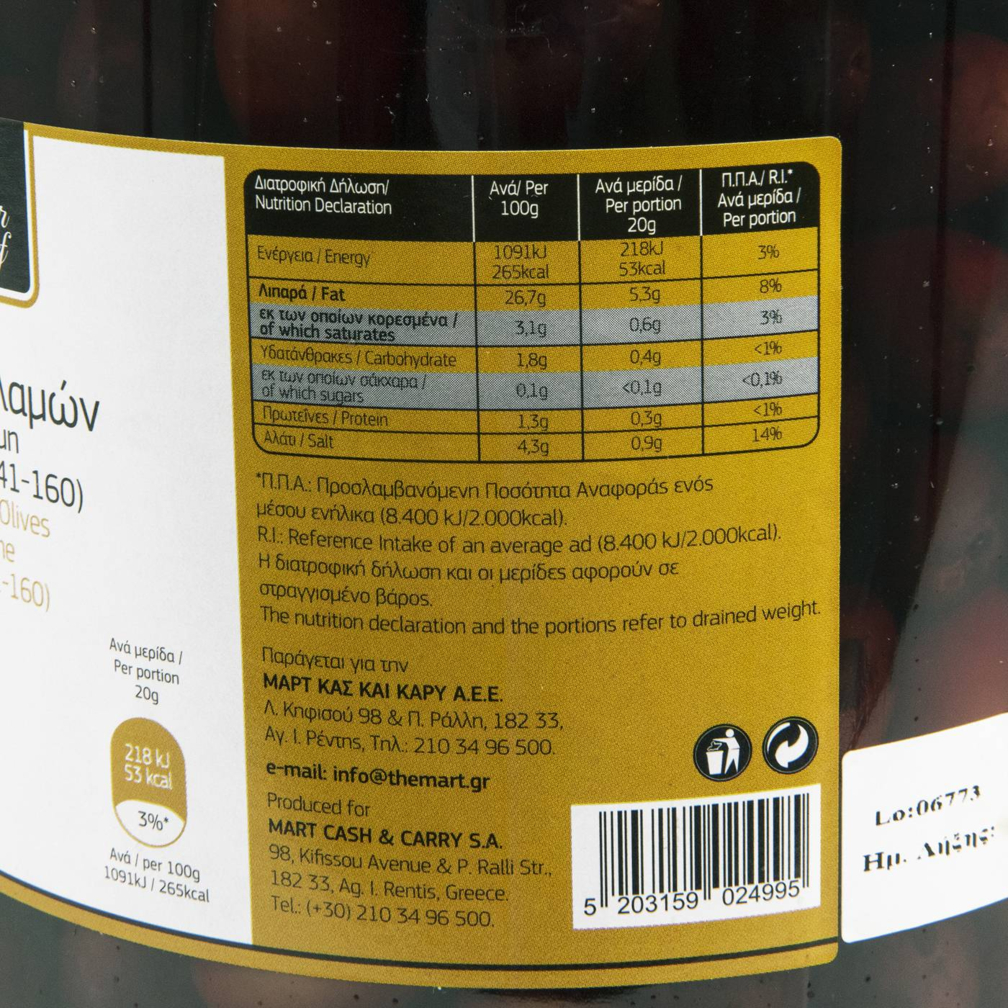 λαμών
41-160)
Olives
-160)
Ανά μερίδα /
Per portion
20g
218 kJ
53 kcal
3%*
Ανά / per 100g
1091kJ / 265kcal
Διατροφική Δήλωση/
Nutrition Declaration
Ανά/ Per
100g
Ανά μερίδα /
Per portion
20g
Π.Π.Α./ R.I.*
Ανά μερίδα /
Per portion
Ενέργεια / Energy
1091kJ
265kcal
218kJ
53kcal
3%
Λιπαρά / Fat
26,7g
5,3g
8%
εκ των οποίων κορεσμένα /
of which saturates
3,1g
0,6g
3%
Υδατάνθρακες / Carbohydrate
1,8g
0,4g
<1%
εκ των οποίων σάκχαρα /
of which sugars
0,1g
<0,1g
<0,1%
Πρωτεΐνες / Protein
1,3g
0,3g
<1%
Αλάτι / Salt
4,3g
0,9g
14%
*Π.Π.Α.: Προσλαμβανόμενη Ποσότητα Αναφοράς ενός
μέσου ενήλικα (8.400 kJ/2.000kcal).
R.I.: Reference Intake of an average ad (8.400 kJ/2.000kcal).
Η διατροφική δήλωση και οι μερίδες αφορούν σε
στραγγισμένο βάρος.
The nutrition declaration and the portions refer to drained weight.
Παράγεται για την
ΜΑΡΤ ΚΑΣ ΚΑΙ ΚΑΡΥ Α.Ε.Ε.
Λ. Κηφισού 98 & Π. Ράλλη, 182 33,
Αγ. Ι. Ρέντης, Τηλ.: 210 34 96 500.
e-mail: info@themart.gr
Produced for
MART CASH & CARRY S.A.
98, Kifissou Avenue & P. Ralli Str.,
182 33, Ag. I. Rentis, Greece.
Tel.: (+30) 210 34 96 500.
5 203159 024995
Lo:06773
Ημ. Λήξης: